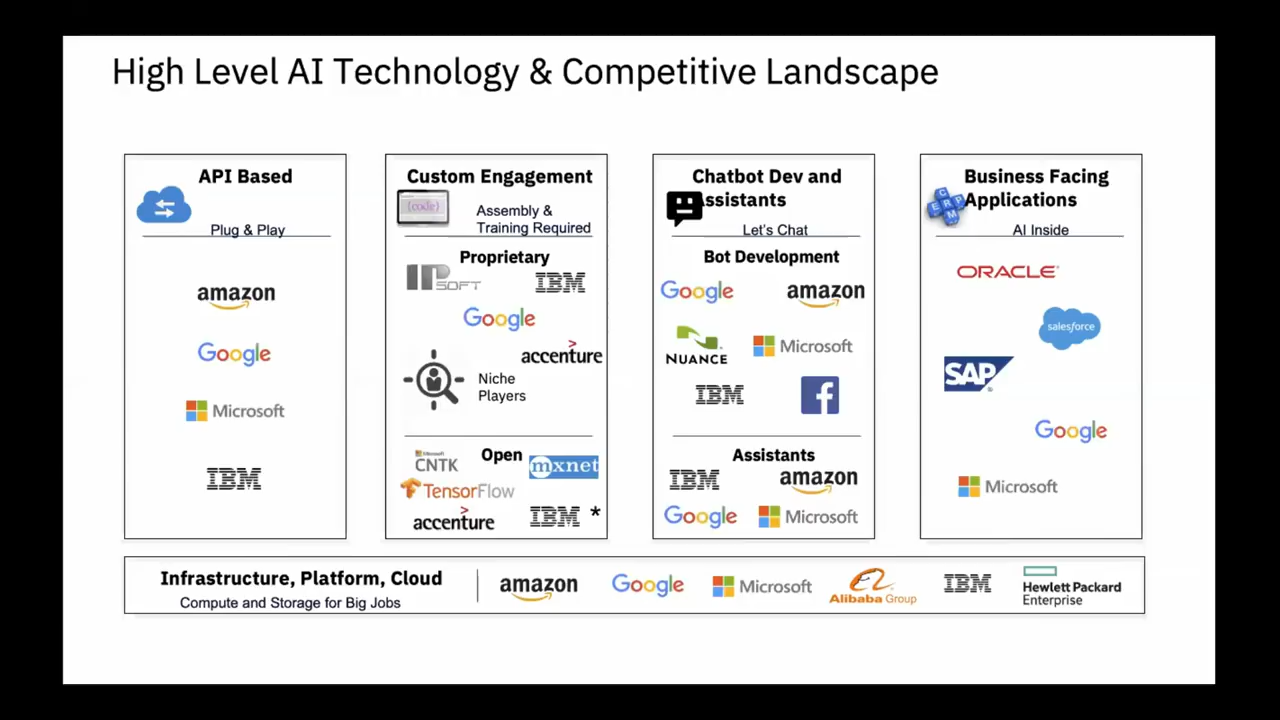 High Level AI Technology & Competitive Landscape
API Based
Plug & Play
amazon
Google
Microsoft
IBM
Custom Engagement
{code}
Assembly &
Training Required
Proprietary
IPSOFT
IBM
Google
accenture
Niche
Players
Open
Microsoft
CNTK
mxnet
TensorFlow
accenture
IBM *
Chatbot Dev and
Assistants
Let's Chat
Bot Development
Google
amazon
NUANCE
Microsoft
IBM
f
Assistants
IBM
amazon
Google
Microsoft
Business Facing
Applications
CRM
ERP
AI Inside
ORACLE
salesforce
SAP
Google
Microsoft
Infrastructure, Platform, Cloud
Compute and Storage for Big Jobs
amazon
Google
Microsoft
Alibaba Group
IBM
Hewlett Packard
Enterprise